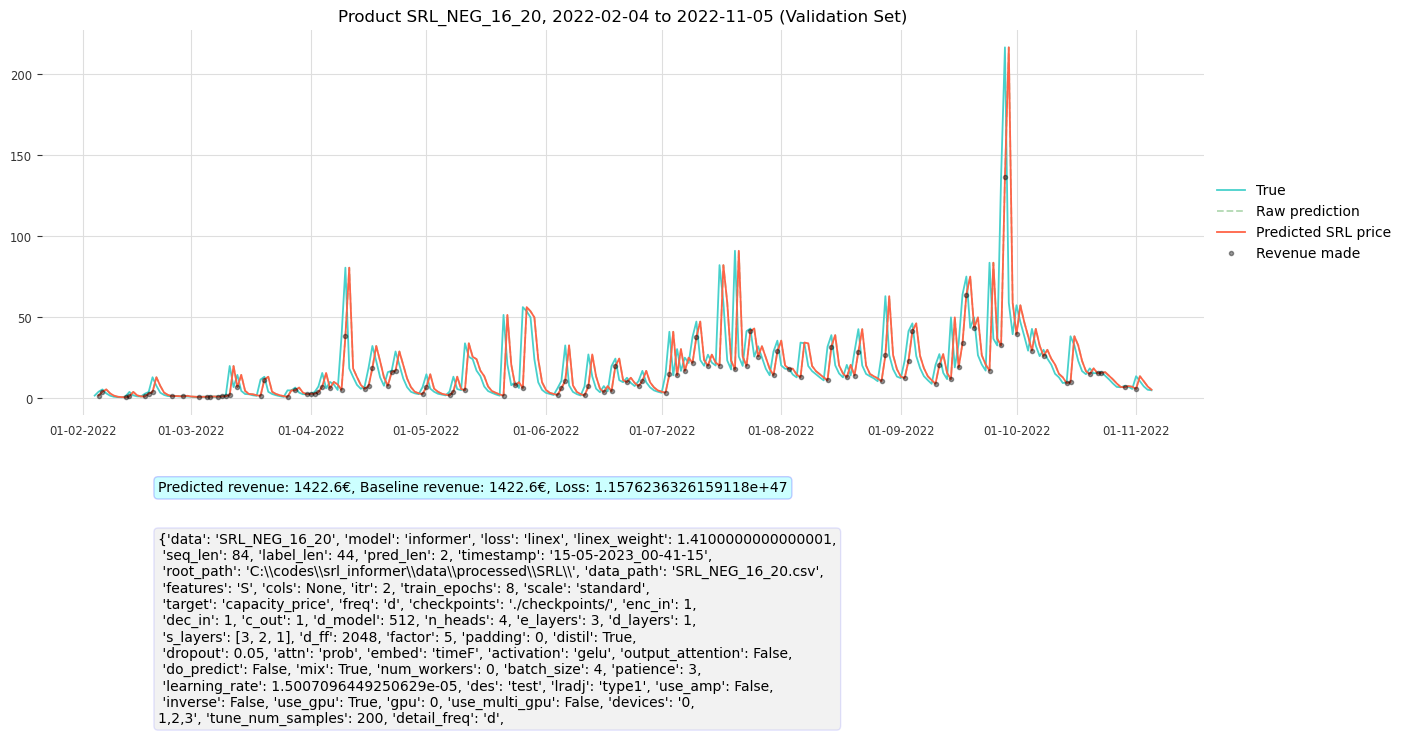 Product SRL_NEG_16_20, 2022-02-04 to 2022-11-05 (Validation Set)
200
150
100
50
0
01-02-2022 01-03-2022 01-04-2022 01-05-2022 01-06-2022 01-07-2022 01-08-2022 01-09-2022 01-10-2022 01-11-2022
True
Raw prediction
Predicted SRL price
Revenue made
Predicted revenue: 1422.6€, Baseline revenue: 1422.6€, Loss: 1.1576236326159118e+47
{'data': 'SRL_NEG_16_20', 'model': 'informer', 'loss': 'linex', 'linex_weight': 1.4100000000000001,
'seq_len': 84, 'label_len': 44, 'pred_len': 2, 'timestamp': '15-05-2023_00-41-15',
'root_path': 'C:\\codes\\srl_informer\\data\\processed\\SRL\\', 'data_path': 'SRL_NEG_16_20.csv',
'features': 'S', 'cols': None, 'itr': 2, 'train_epochs': 8, 'scale': 'standard',
'target': 'capacity_price', 'freq': 'd', 'checkpoints': './checkpoints/', 'enc_in': 1,
'dec_in': 1, 'c_out': 1, 'd_model': 512, 'n_heads': 4, 'e_layers': 3, 'd_layers': 1,
's_layers': [3, 2, 1], 'd_ff': 2048, 'factor': 5, 'padding': 0, 'distil': True,
'dropout': 0.05, 'attn': 'prob', 'embed': 'timeF', 'activation': 'gelu', 'output_attention': False,
'do_predict': False, 'mix': True, 'num_workers': 0, 'batch_size': 4, 'patience': 3,
'learning_rate': 1.5007096449250629e-05, 'des': 'test', 'lradj': 'type1', 'use_amp': False,
'inverse': False, 'use_gpu': True, 'gpu': 0, 'use_multi_gpu': False, 'devices': '0,
1,2,3', 'tune_num_samples': 200, 'detail_freq': 'd',